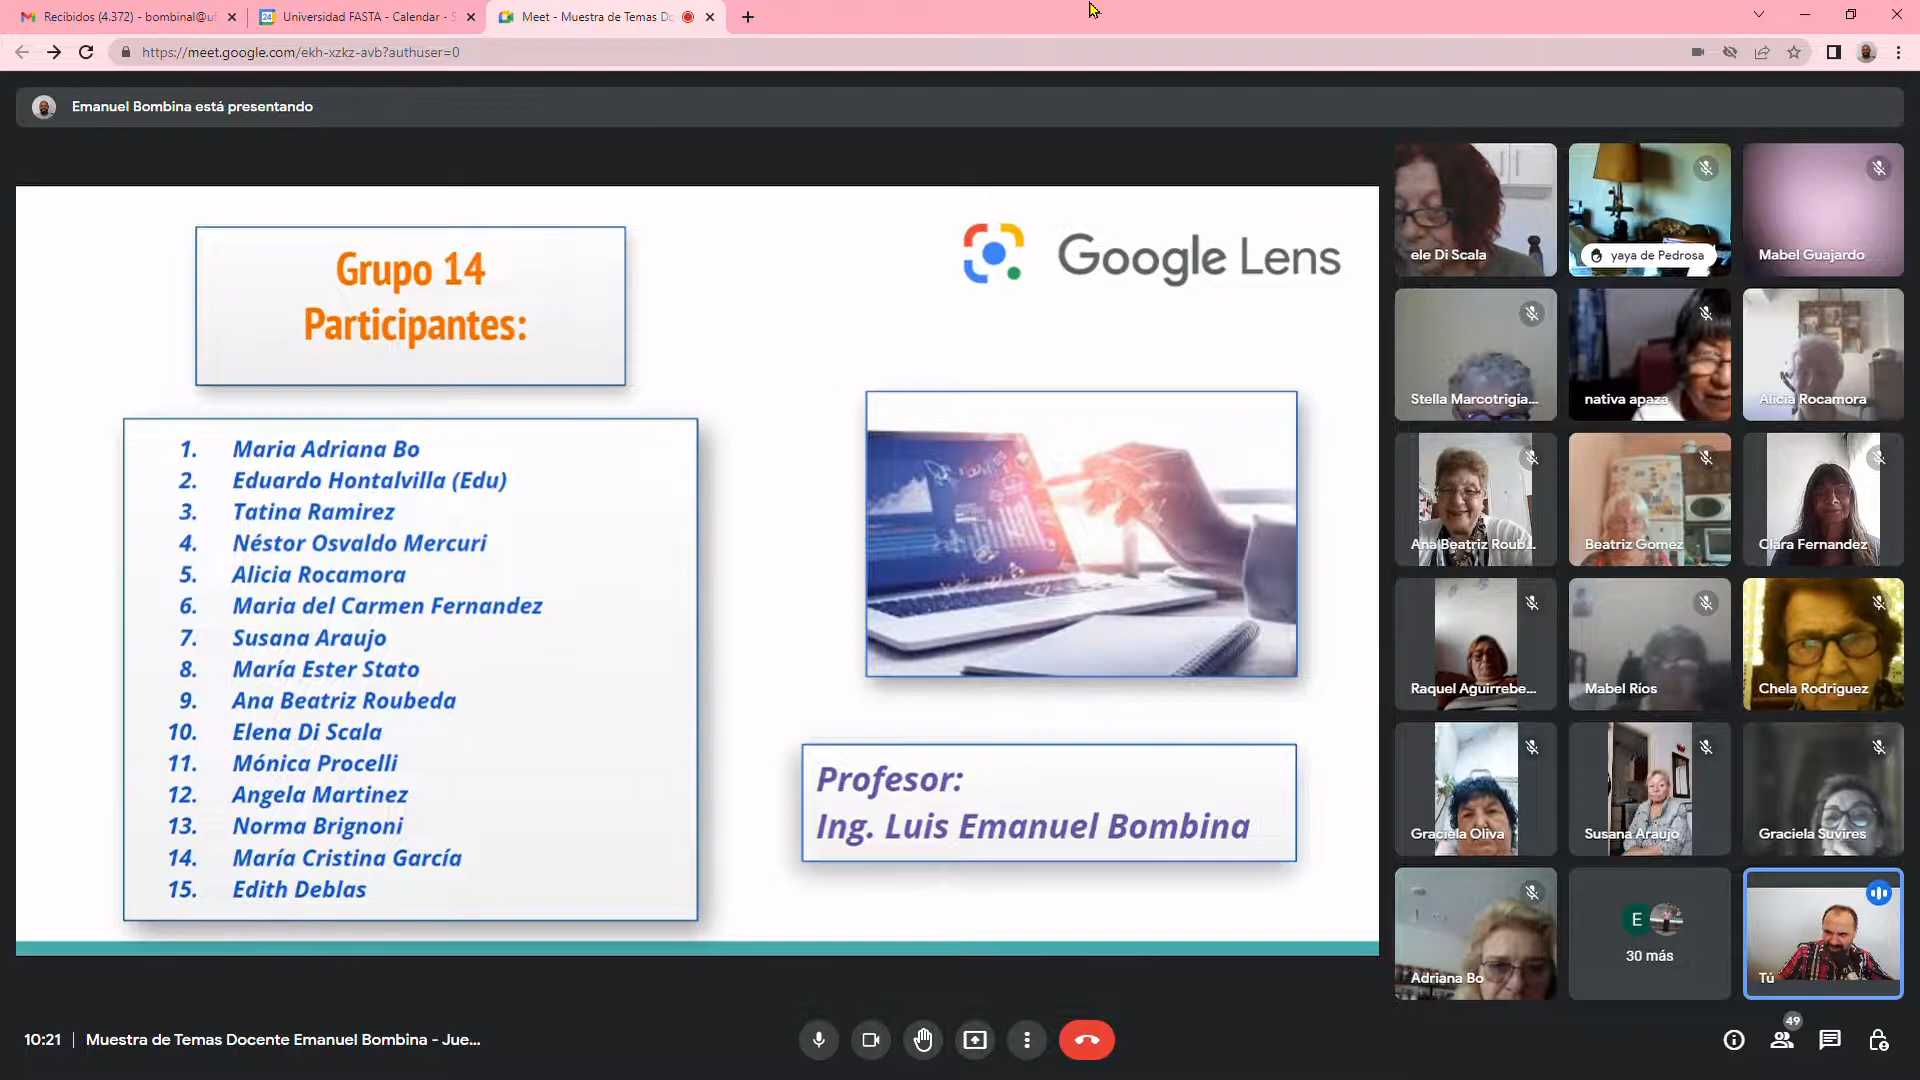 Recibidos (4.372) - bombinal@uf
Universidad FASTA - Calendar - S
Meet - Muestra de Temas Do
https://meet.google.com/ekh-xzkz-avb?authuser=0
Emanuel Bombina está presentando
Grupo 14
Participantes:
Google Lens
1. Maria Adriana Bo
2. Eduardo Hontalvilla (Edu)
3. Tatina Ramirez
4. Néstor Osvaldo Mercuri
5. Alicia Rocamora
6. Maria del Carmen Fernandez
7. Susana Araujo
8. María Ester Stato
9. Ana Beatriz Roubeda
10. Elena Di Scala
11. Mónica Procelli
12. Angela Martinez
13. Norma Brignoni
14. María Cristina García
15. Edith Deblas
Profesor:
Ing. Luis Emanuel Bombina
ele Di Scala
yaya de Pedrosa
Mabel Guajardo
Stella Marcotrigia...
nativa apaza
Alicia Rocamora
Ana Beatriz Roub...
Beatriz Gomez
Clara Fernandez
Raquel Aguirrebe...
Mabel Ríos
Chela Rodriguez
Graciela Oliva
Susana Araujo
Graciela Suvires
Adriana Bo
E
30 más
Tú
10:21 | Muestra de Temas Docente Emanuel Bombina - Jue...
49